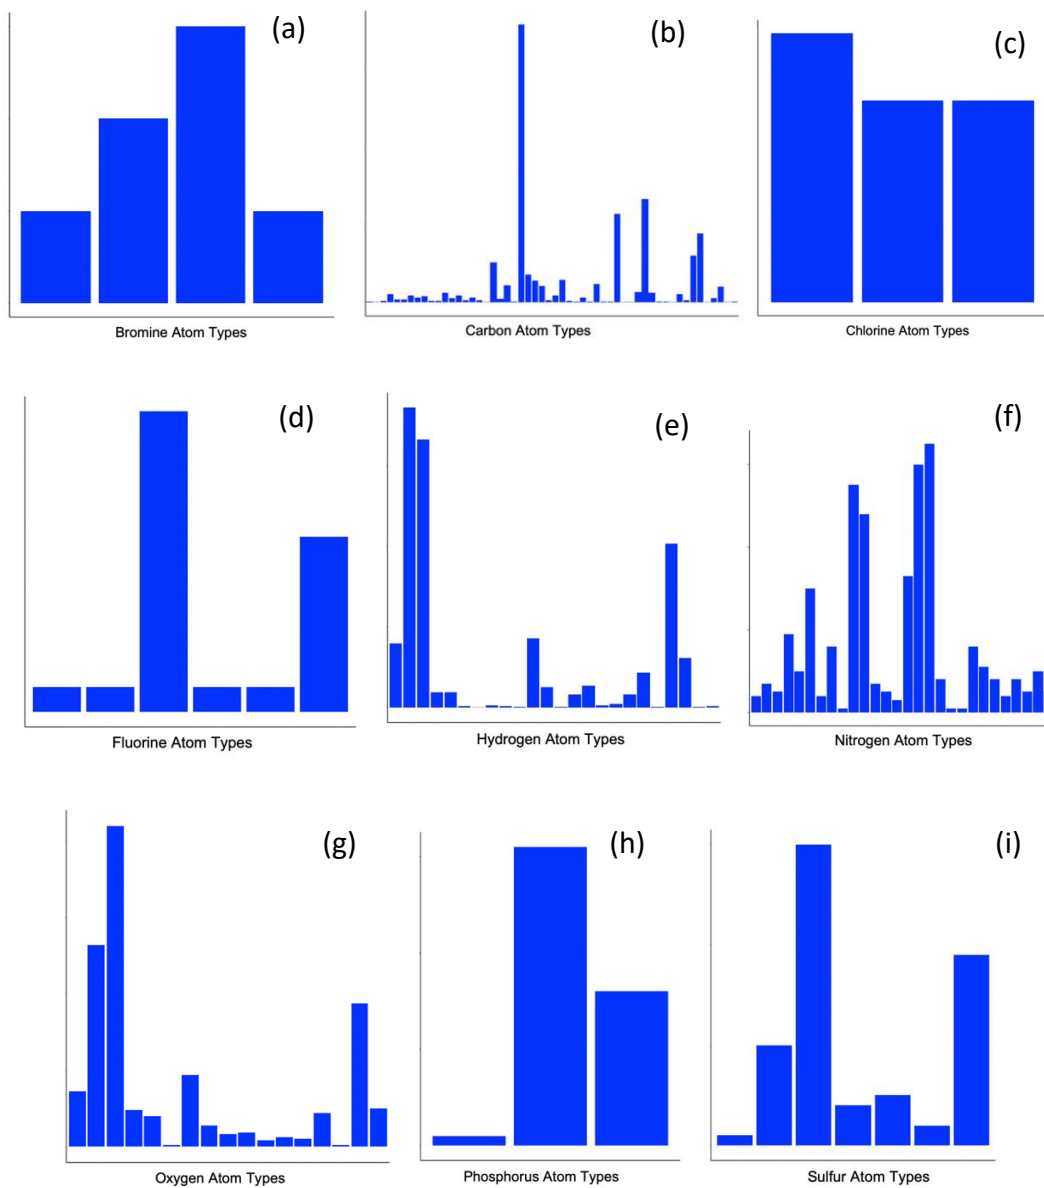 (a)
(b)
(c)
Bromine Atom Types
Carbon Atom Types
Chlorine Atom Types
(d)
(e)
(f)
Fluorine Atom Types
Hydrogen Atom Types
Nitrogen Atom Types
(g)
(h)
(i)
Oxygen Atom Types
Phosphorus Atom Types
Sulfur Atom Types